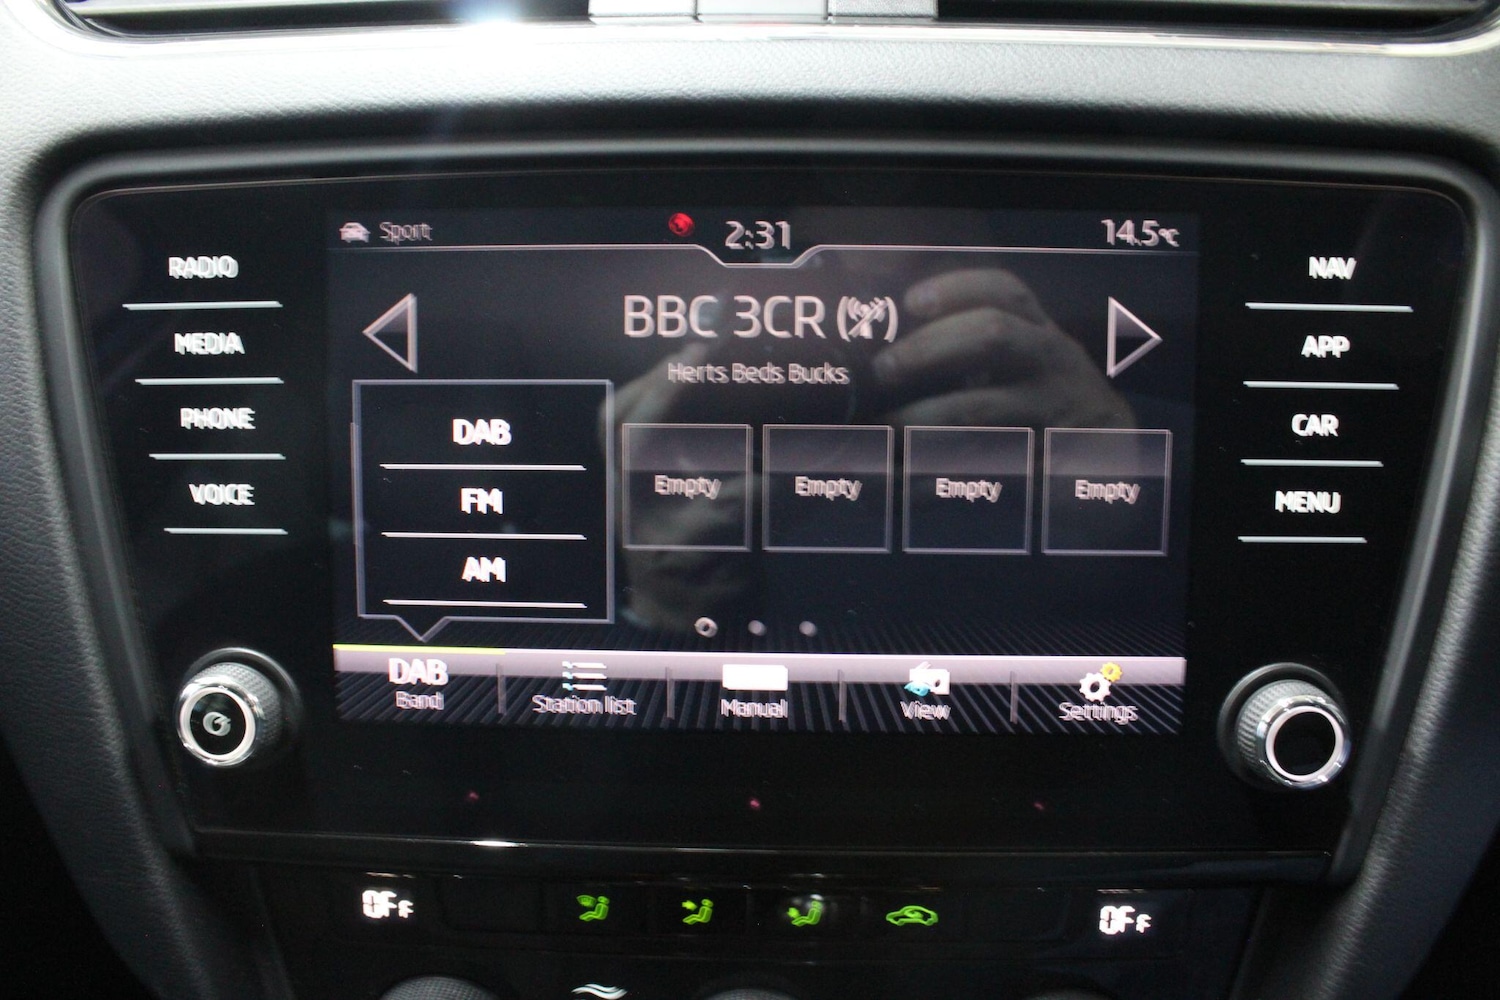 Sport 2:31 14.5°C
RADIO
MEDIA
PHONE
VOICE
NAV
APP
CAR
MENU
BBC 3CR
Herts Beds Bucks
DAB
FM
AM
Empty Empty Empty Empty
DAB
Band Station list Manual View Settings
OFF OFF